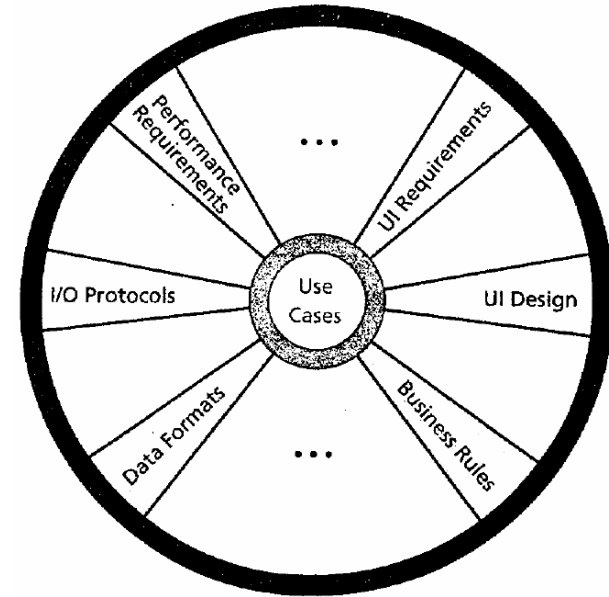 Performance
Requirements
...
UI Requirements
I/O Protocols
Use
Cases
UI Design
Data Formats
...
Business Rules